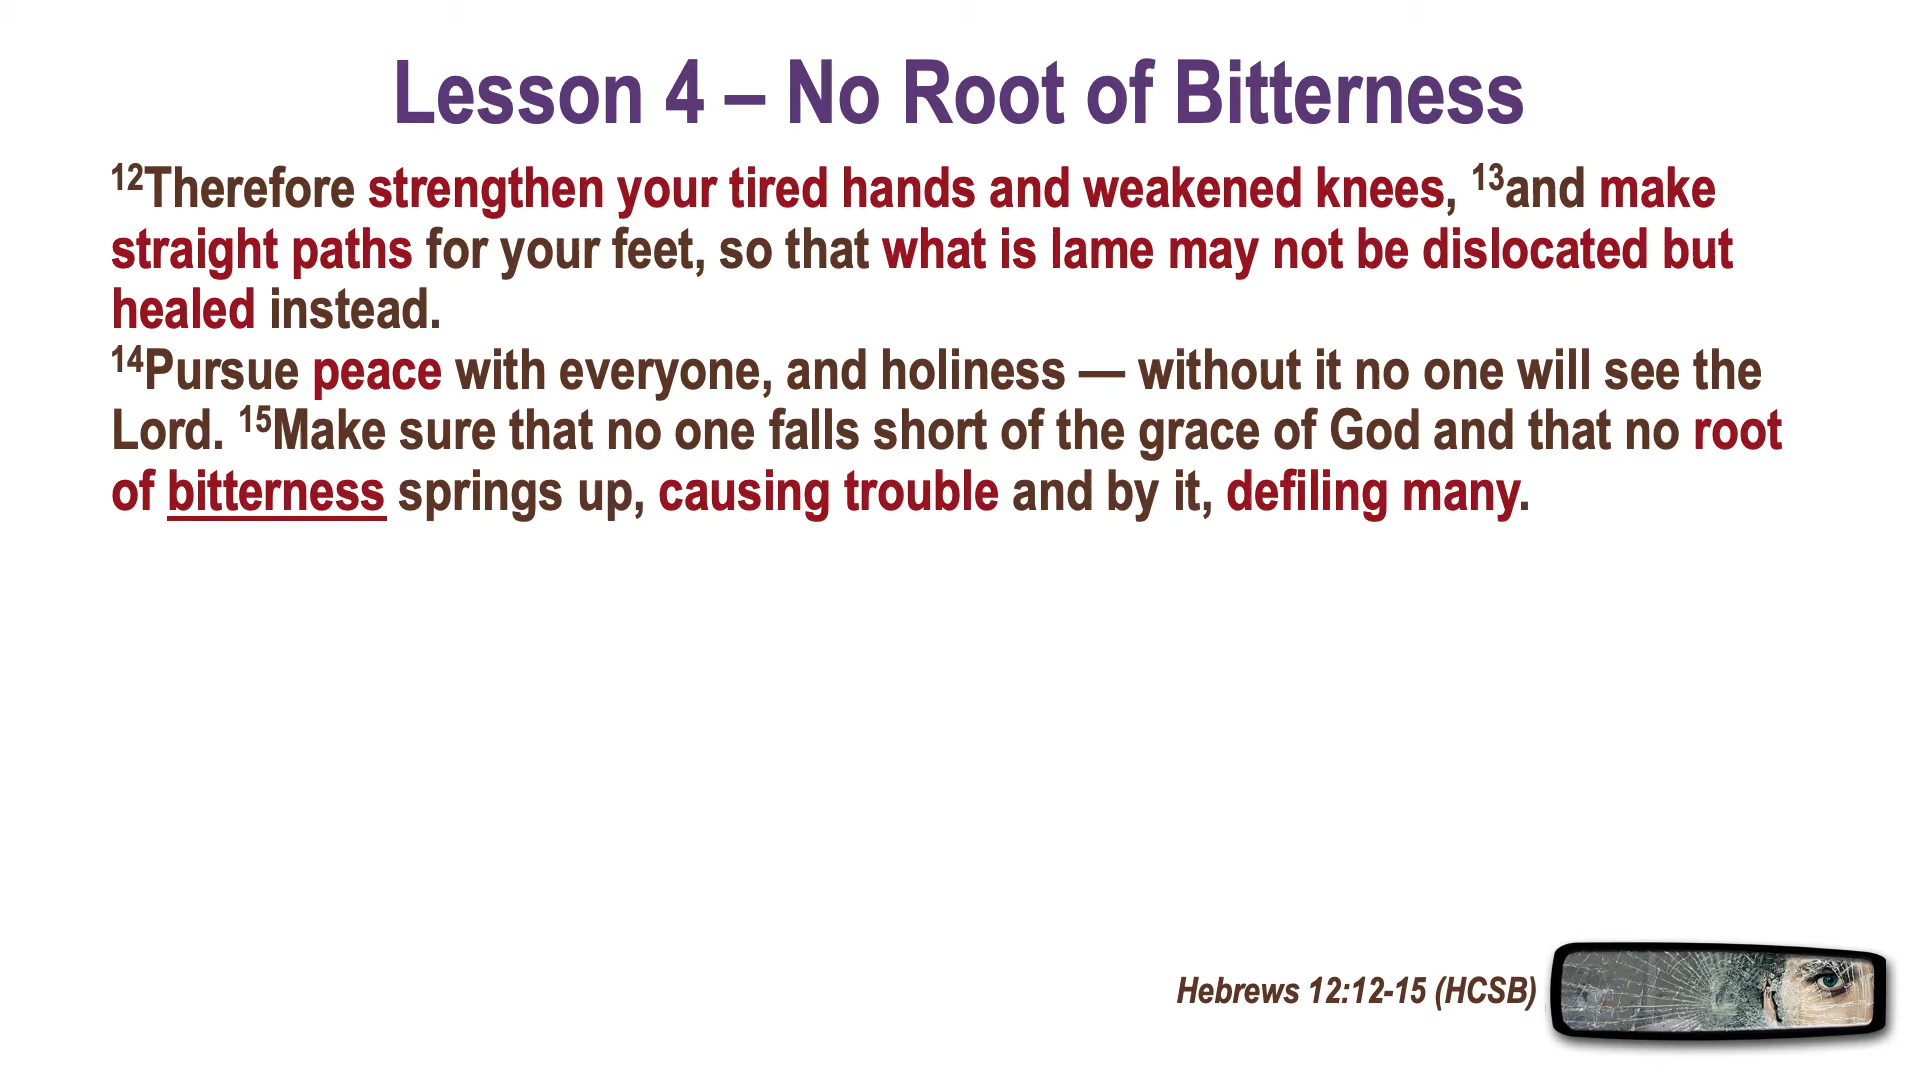 Lesson 4 – No Root of Bitterness
¹²Therefore strengthen your tired hands and weakened knees, ¹³and make
straight paths for your feet, so that what is lame may not be dislocated but
healed instead.
¹⁴Pursue peace with everyone, and holiness — without it no one will see the
Lord. ¹⁵Make sure that no one falls short of the grace of God and that no root
of bitterness springs up, causing trouble and by it, defiling many.
Hebrews 12:12-15 (HCSB)